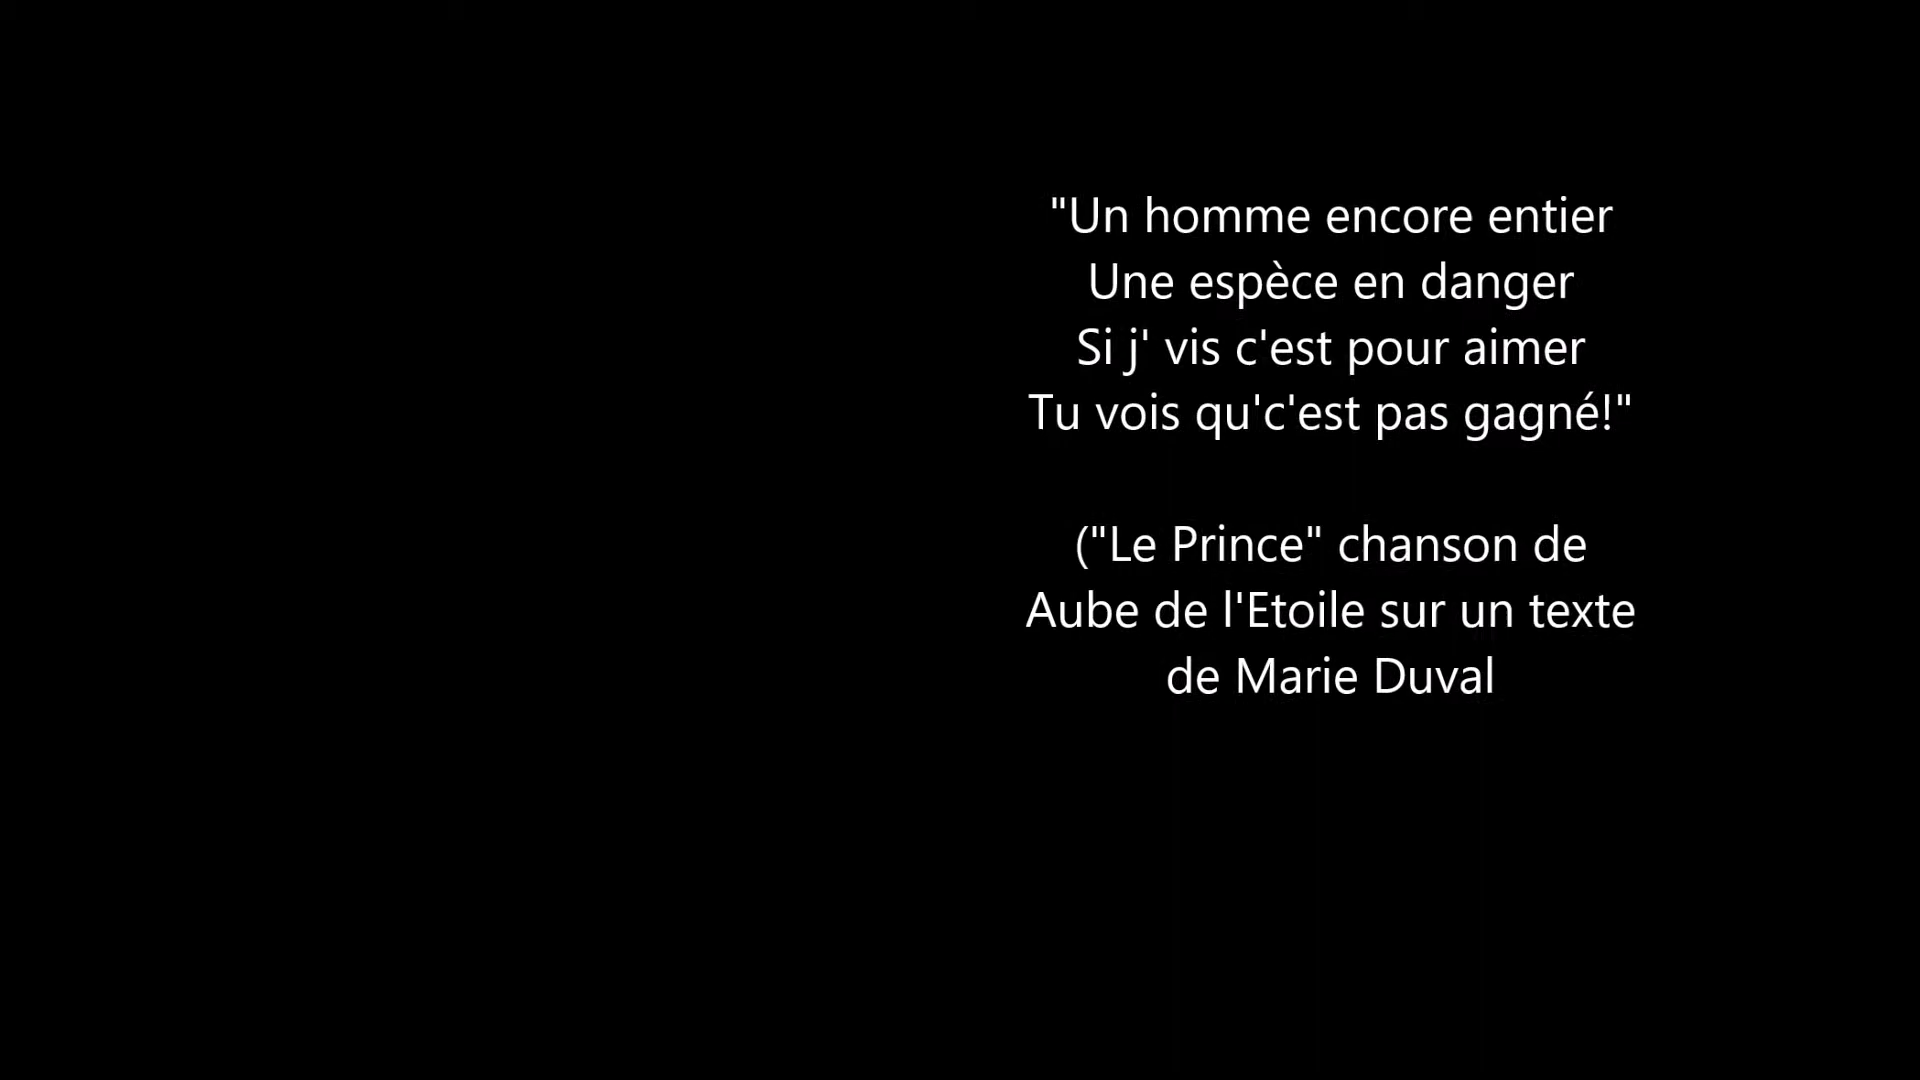 "Un homme encore entier
Une espèce en danger
Si j' vis c'est pour aimer
Tu vois qu'c'est pas gagné!"
("Le Prince" chanson de
Aube de l'Etoile sur un texte
de Marie Duval